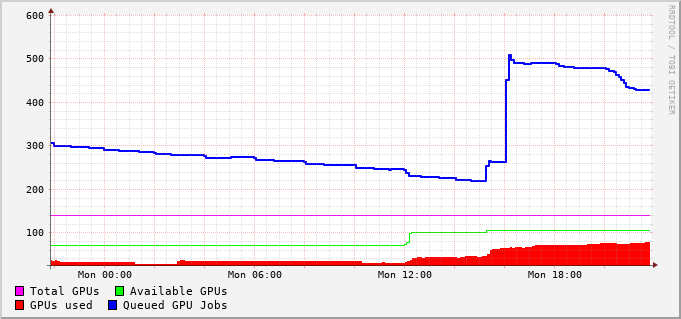 600
500
400
300
200
100
Mon 00:00 Mon 06:00 Mon 12:00 Mon 18:00
Total GPUs Available GPUs
GPUs used Queued GPU Jobs
RRDTOOL / TOBI OETIKER